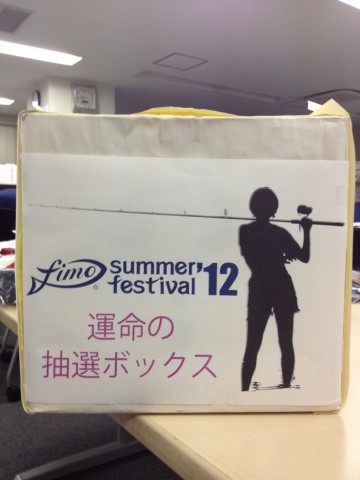 fimo® summer'12
festival
運命の
抽選ボックス